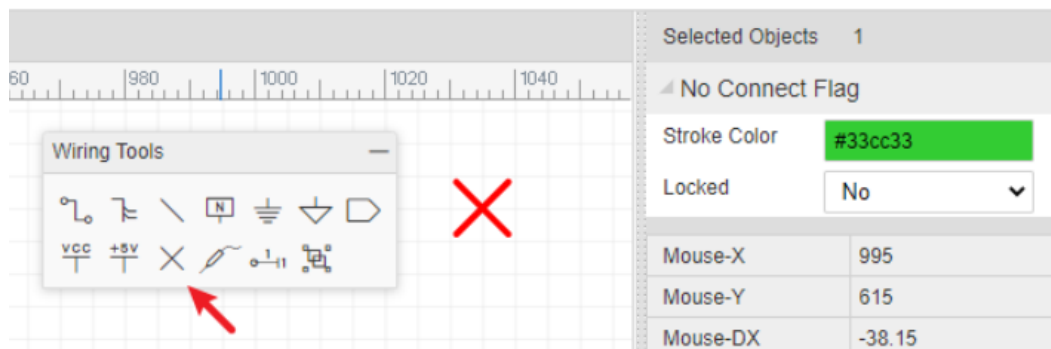 Selected Objects 1
60 980 1000 1020 1040
No Connect Flag
Stroke Color #33cc33
Wiring Tools
Locked No
N
VCC +5V 1
Mouse-X 995
Mouse-Y 615
Mouse-DX -38.15